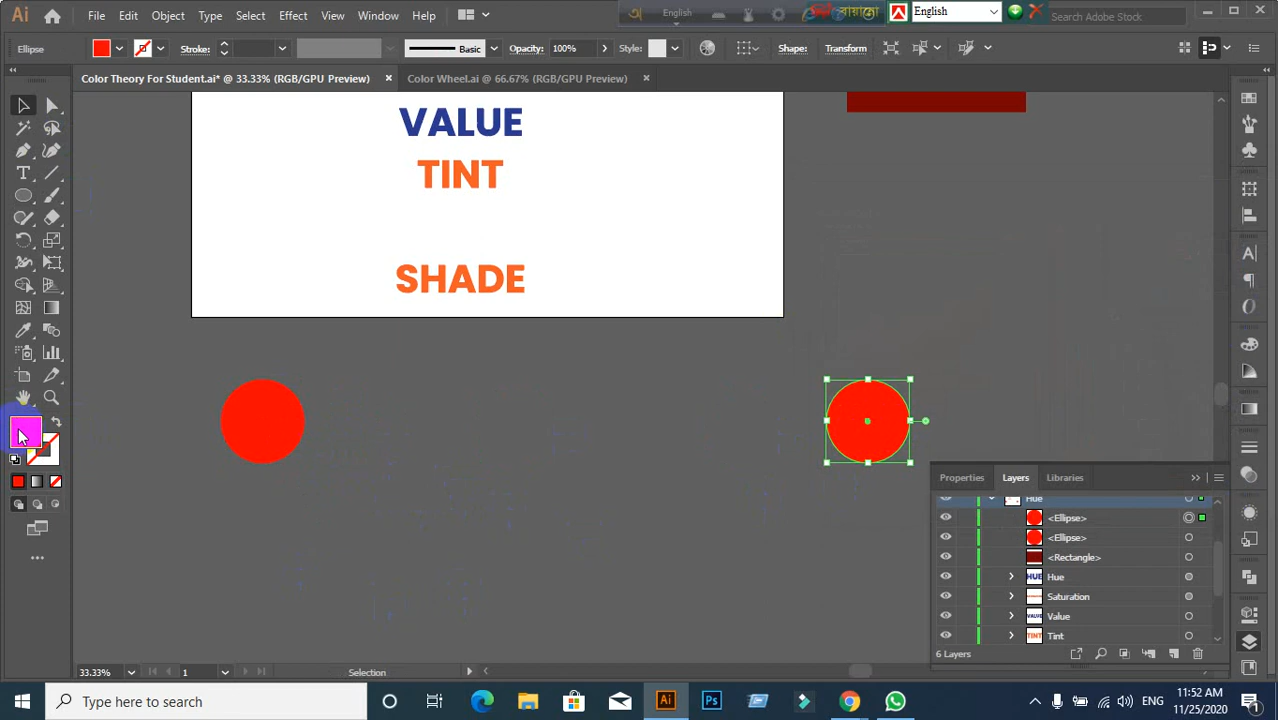 Ai File Edit Object Type Select Effect View Window Help
English
English
Search Adobe Stock
Ellipse Stroke: Basic Opacity: 100% Style: Shape: Transform
Color Theory For Student.ai* @ 33.33% (RGB/GPU Preview) × Color Wheel.ai @ 66.67% (RGB/GPU Preview) ×
VALUE
TINT
SHADE
Properties Layers Libraries
Hue
<Ellipse>
<Ellipse>
<Rectangle>
Hue
Saturation
Value
Tint
6 Layers
33.33% 1 Selection
Type here to search
Ai Ps
ENG
11:52 AM
11/25/2020